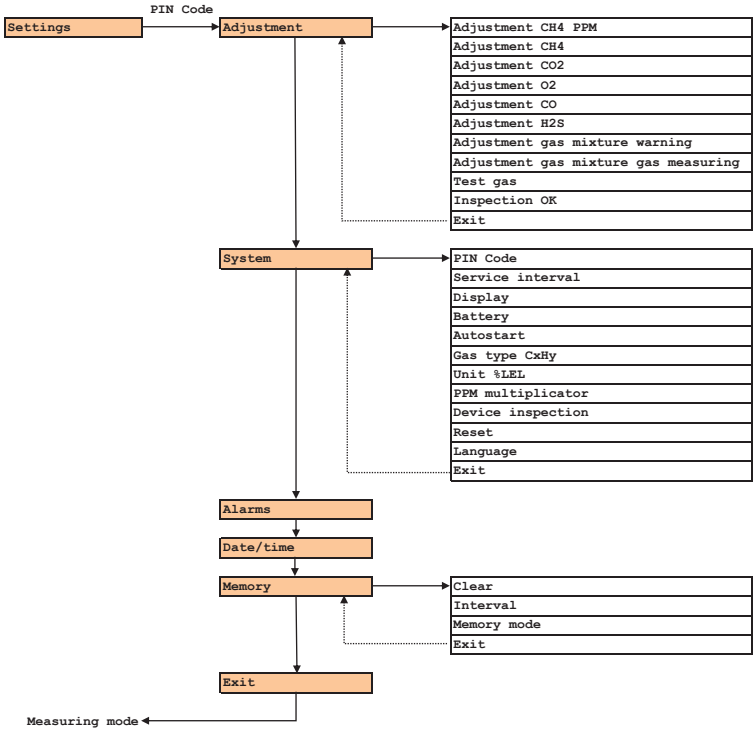 PIN Code
Settings
Adjustment
Adjustment CH4 PPM
Adjustment CH4
Adjustment CO2
Adjustment O2
Adjustment CO
Adjustment H2S
Adjustment gas mixture warning
Adjustment gas mixture gas measuring
Test gas
Inspection OK
Exit
System
PIN Code
Service interval
Display
Battery
Autostart
Gas type CxHy
Unit %LEL
PPM multiplicator
Device inspection
Reset
Language
Exit
Alarms
Date/time
Memory
Clear
Interval
Memory mode
Exit
Exit
Measuring mode